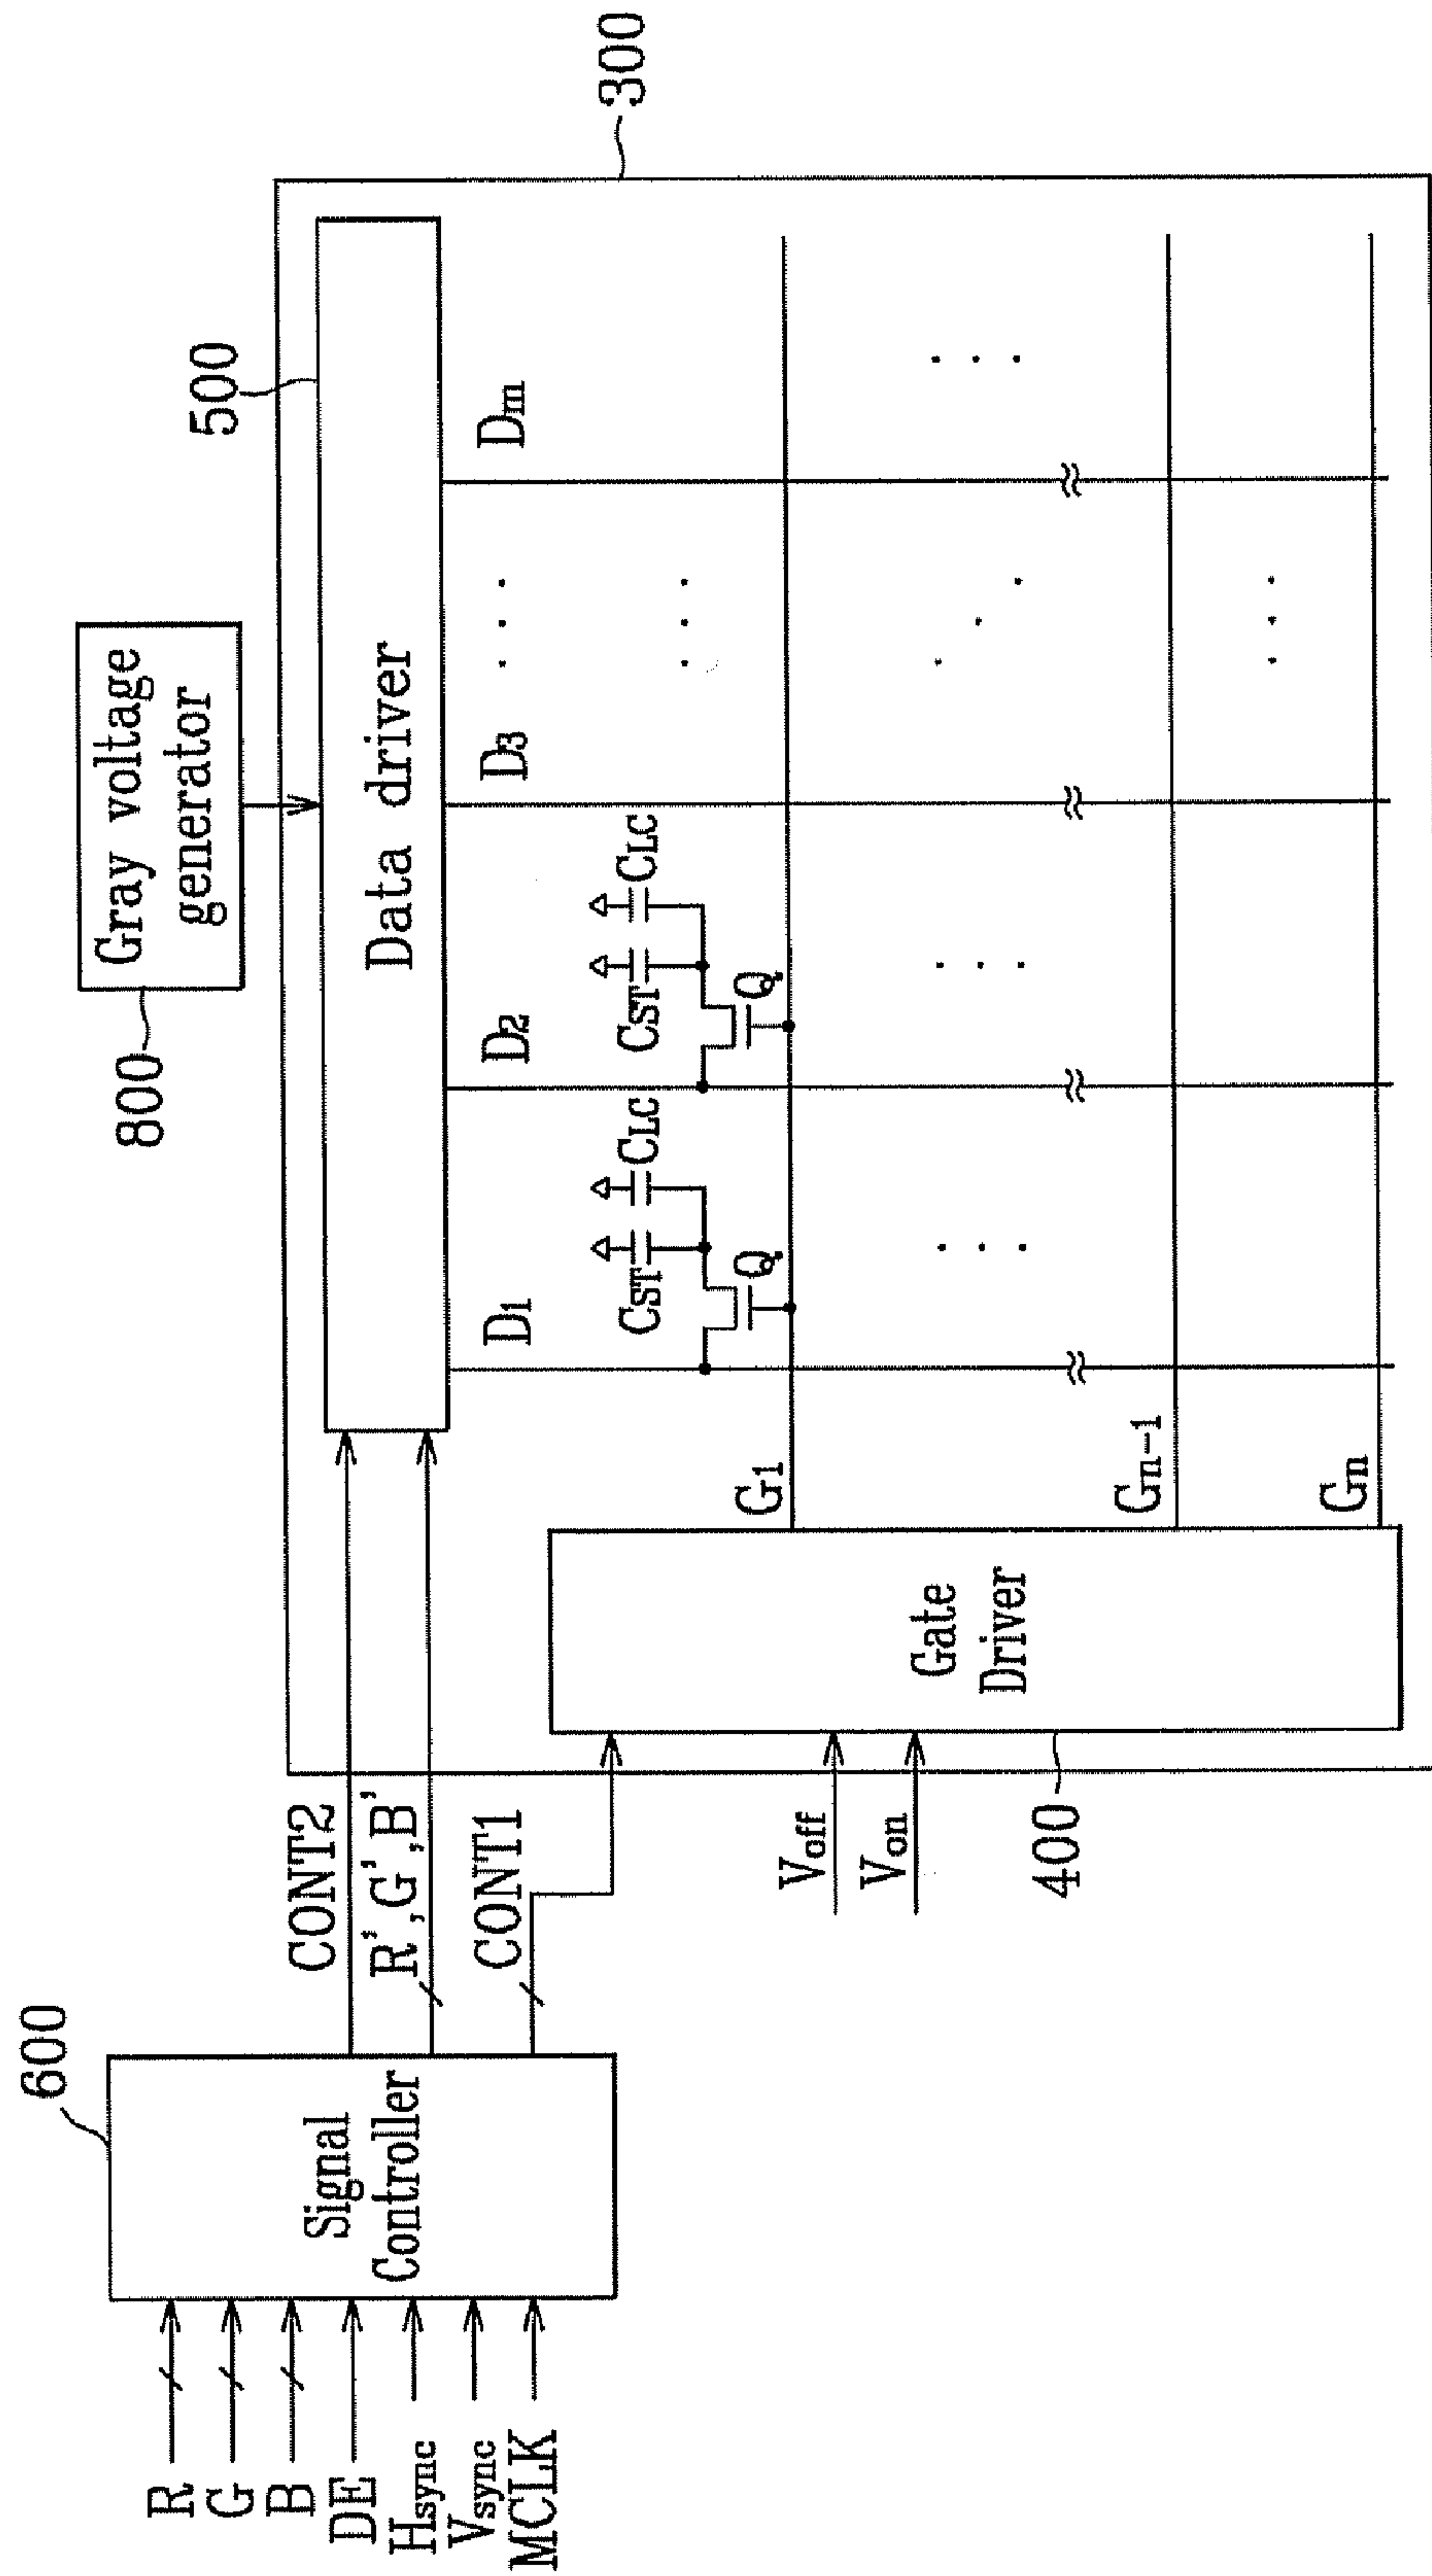 800
Gray voltage
generator
500
300
600
Signal
Controller
R
G
B
DE
Hsync
Vsync
MCLK
CONT2
R',G',B'
CONT1
Data driver
D1
D2
D3
Dm
CST
CLC
CST
CLC
Q
Q
G1
Gn-1
Gn
Voff
Von
Gate
Driver
400